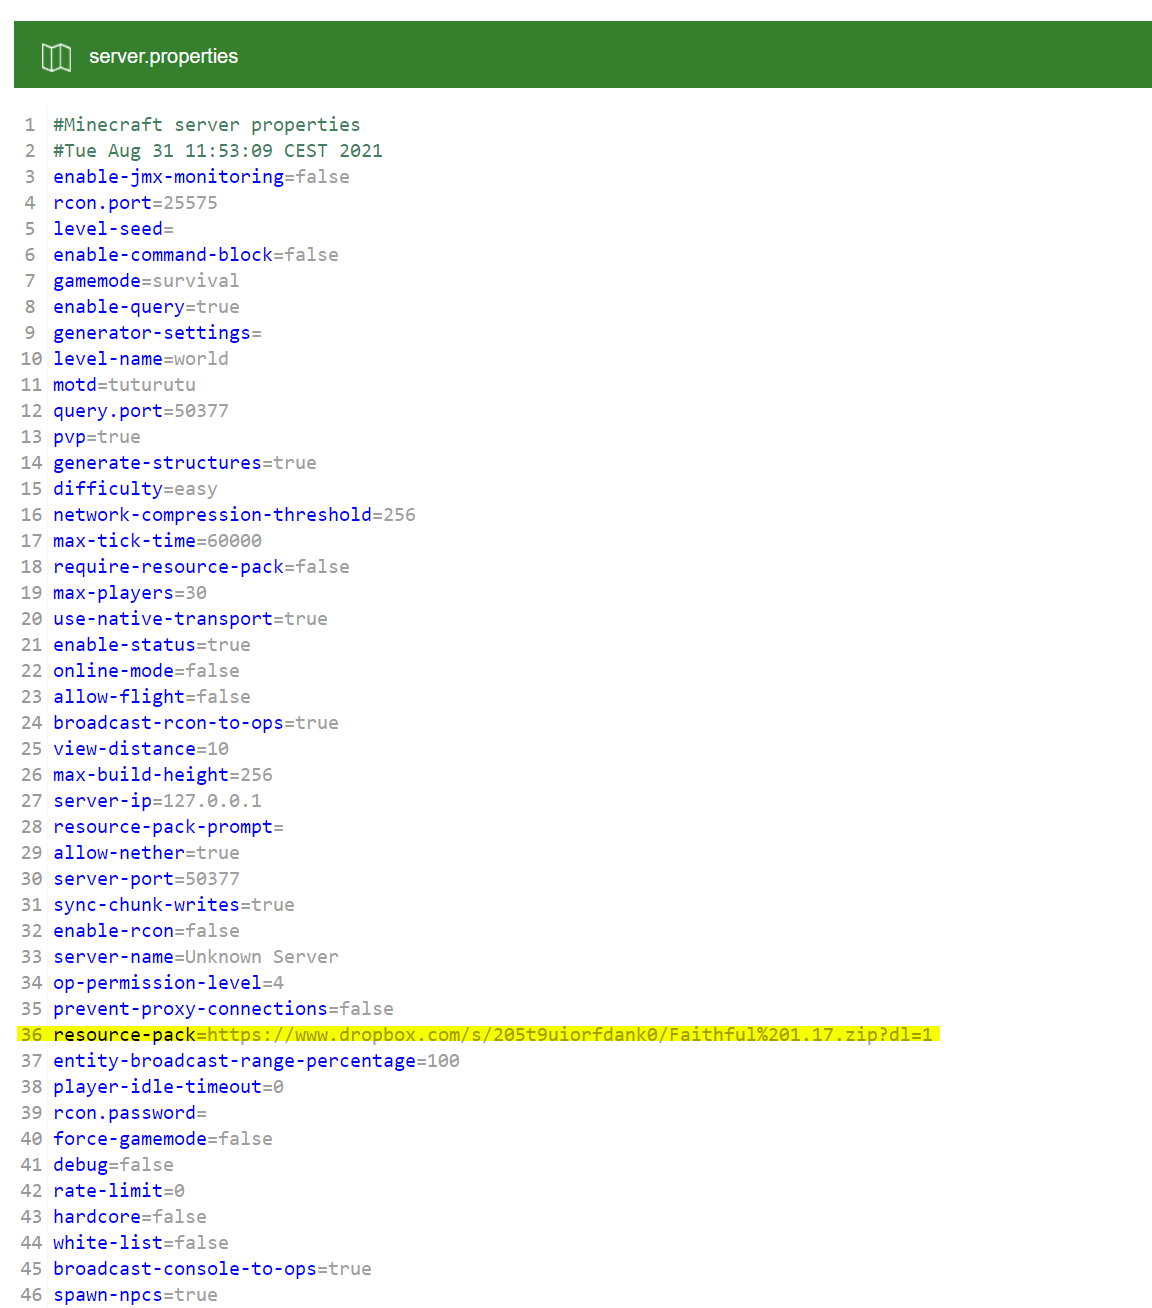 server.properties
1 #Minecraft server properties
2 #Tue Aug 31 11:53:09 CEST 2021
3 enable-jmx-monitoring=false
4 rcon.port=25575
5 level-seed=
6 enable-command-block=false
7 gamemode=survival
8 enable-query=true
9 generator-settings=
10 level-name=world
11 motd=tuturutu
12 query.port=50377
13 pvp=true
14 generate-structures=true
15 difficulty=easy
16 network-compression-threshold=256
17 max-tick-time=60000
18 require-resource-pack=false
19 max-players=30
20 use-native-transport=true
21 enable-status=true
22 online-mode=false
23 allow-flight=false
24 broadcast-rcon-to-ops=true
25 view-distance=10
26 max-build-height=256
27 server-ip=127.0.0.1
28 resource-pack-prompt=
29 allow-nether=true
30 server-port=50377
31 sync-chunk-writes=true
32 enable-rcon=false
33 server-name=Unknown Server
34 op-permission-level=4
35 prevent-proxy-connections=false
36 resource-pack=https://www.dropbox.com/s/205t9uiorfdank0/Faithful%201.17.zip?dl=1
37 entity-broadcast-range-percentage=100
38 player-idle-timeout=0
39 rcon.password=
40 force-gamemode=false
41 debug=false
42 rate-limit=0
43 hardcore=false
44 white-list=false
45 broadcast-console-to-ops=true
46 spawn-npcs=true